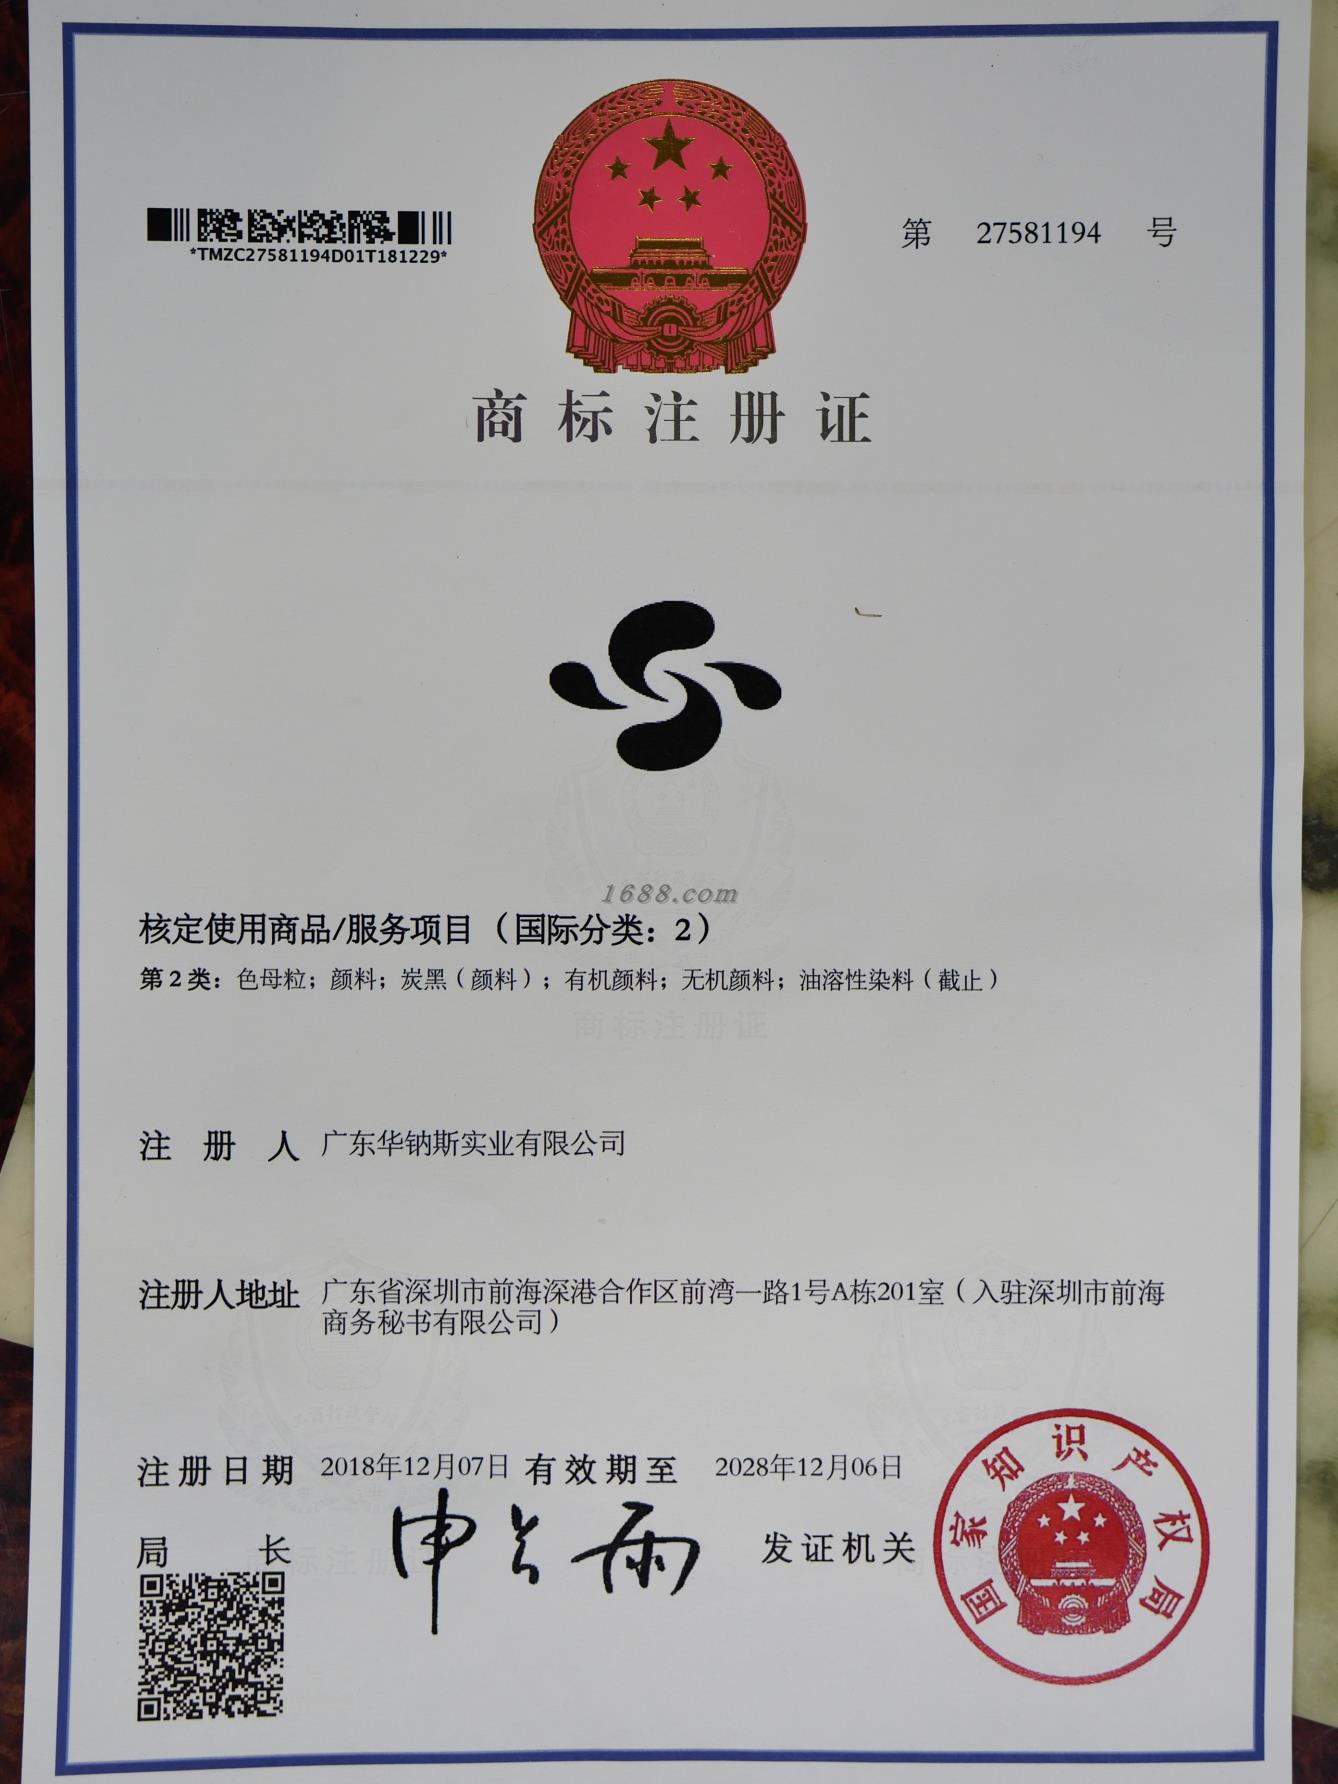 第 27581194 号
*TMZC27581194D01T181229*
商标注册证
1688.com
核定使用商品/服务项目（国际分类：2）
第2类：色母粒；颜料；炭黑（颜料）；有机颜料；无机颜料；油溶性染料（截止）
商标注册证
注册人 广东华钠斯实业有限公司
注册人地址 广东省深圳市前海深港合作区前湾一路1号A栋201室（入驻深圳市前海
商务秘书有限公司）
注册日期 2018年12月07日 有效期至 2028年12月06日
局长 申长雨 发证机关
国家知识产权局